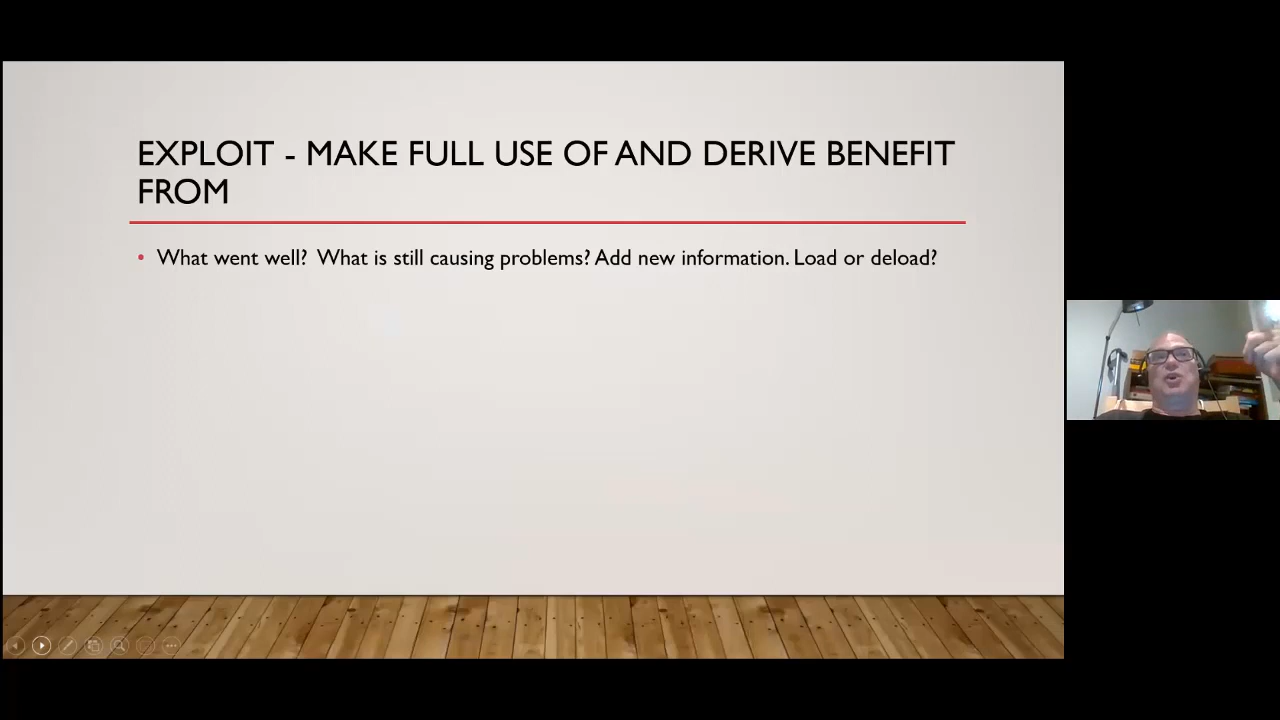 EXPLOIT - MAKE FULL USE OF AND DERIVE BENEFIT
FROM
• What went well?  What is still causing problems? Add new information. Load or deload?